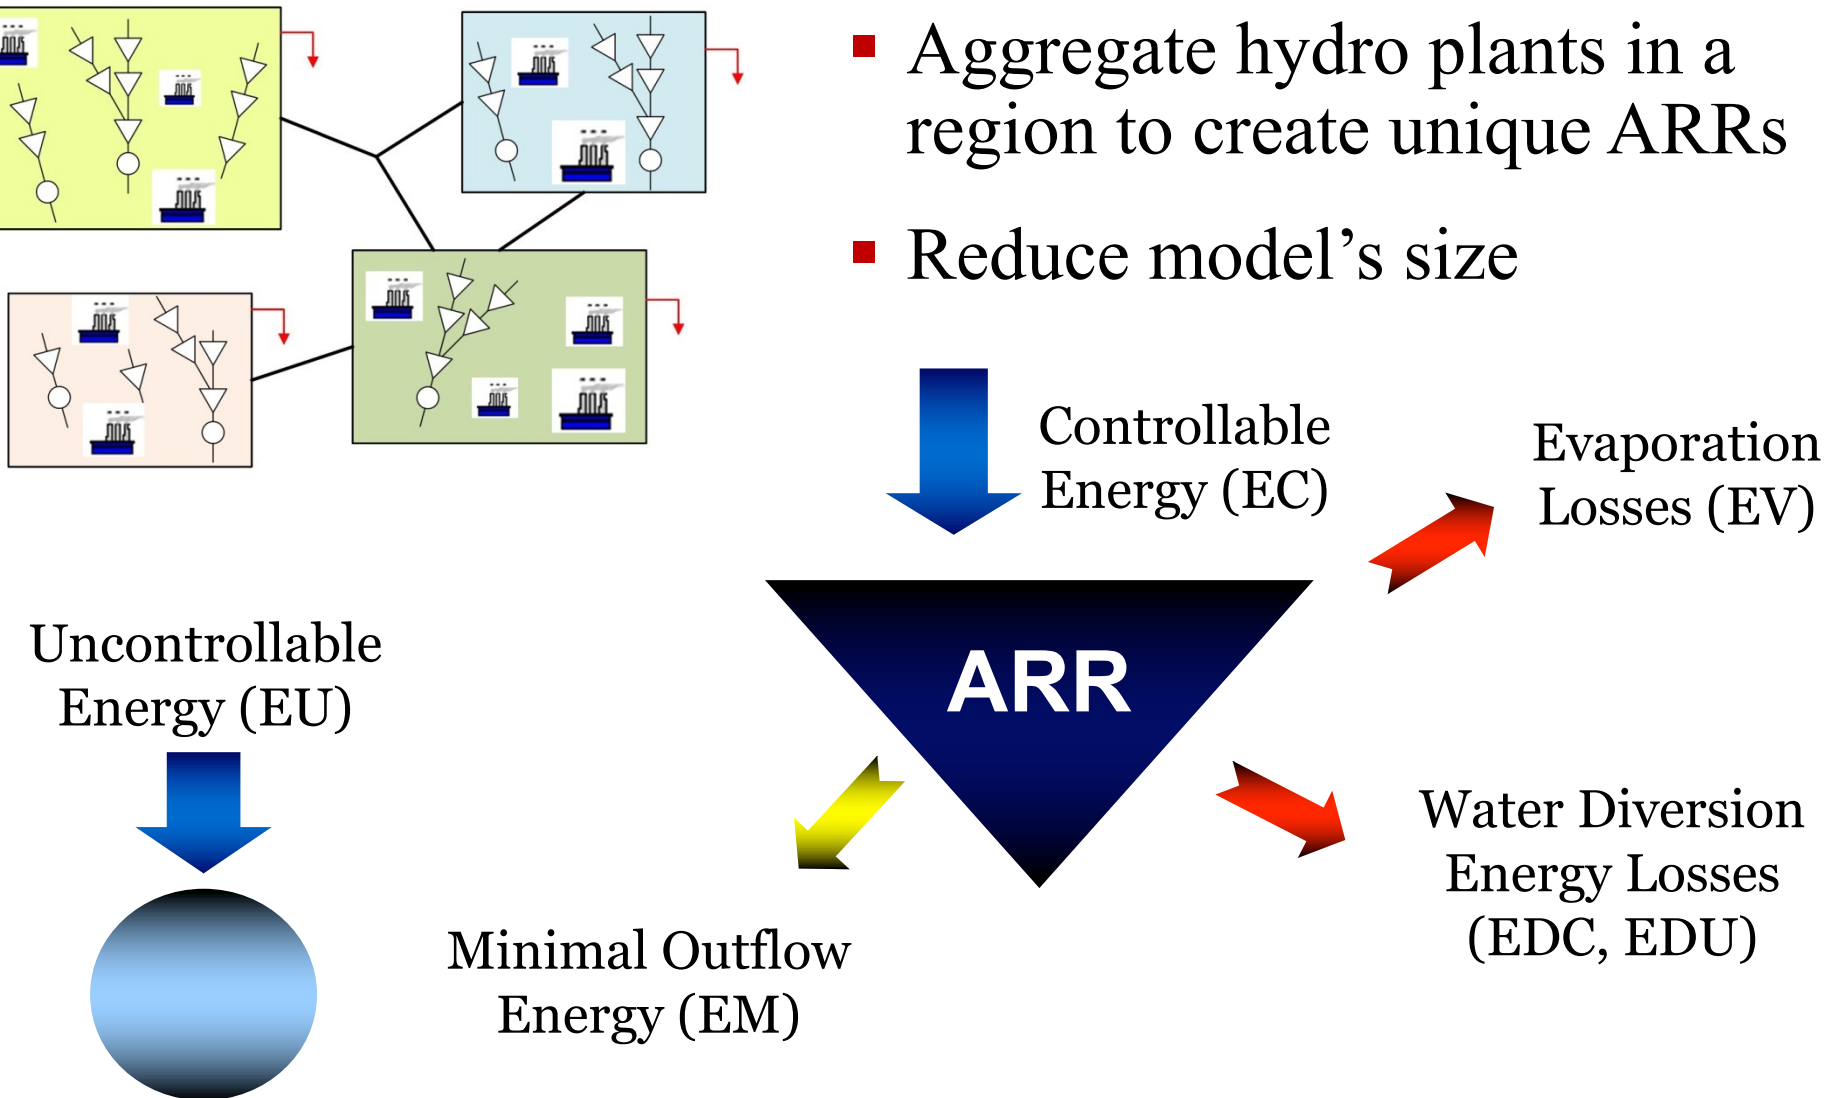 ▪ Aggregate hydro plants in a
region to create unique ARRs
▪ Reduce model’s size
Controllable
Energy (EC)
Evaporation
Losses (EV)
ARR
Uncontrollable
Energy (EU)
Water Diversion
Energy Losses
(EDC, EDU)
Minimal Outflow
Energy (EM)